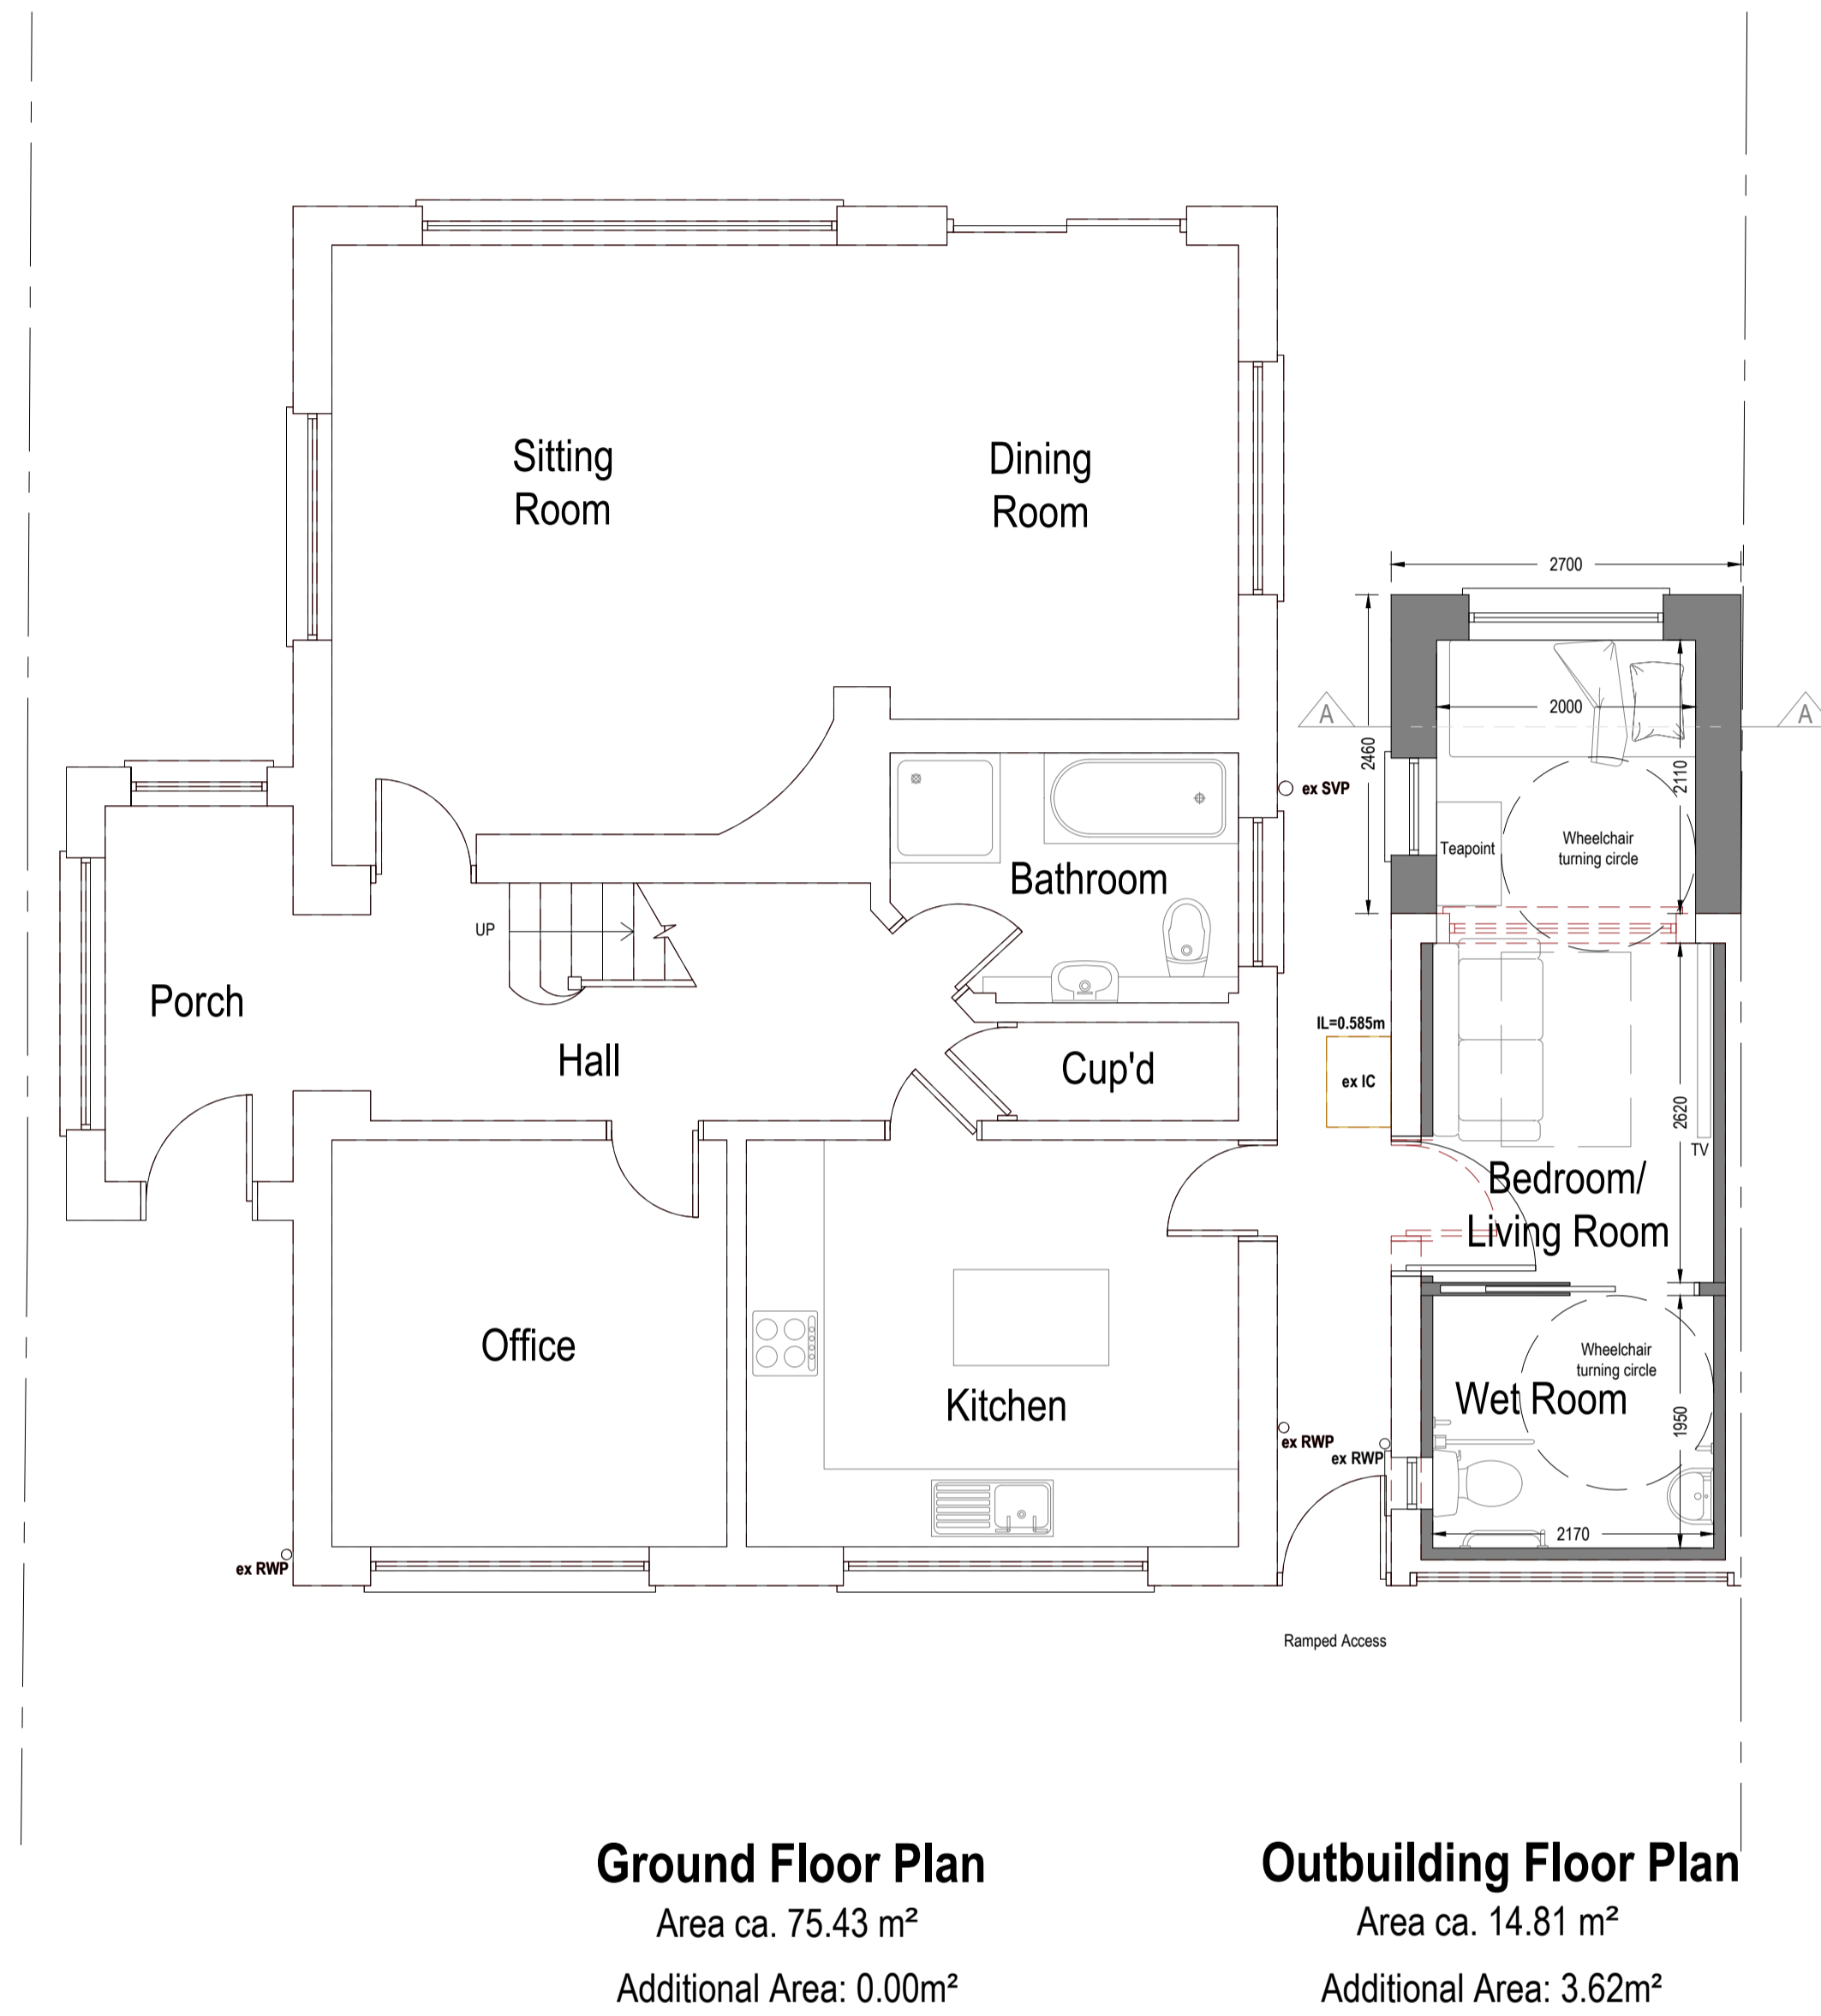 Sitting
Room
Dining
Room
2700
2000
A
A
2460
2110
ex SVP
Teapoint
Wheelchair
turning circle
Bathroom
UP
Porch
Hall
Cup'd
IL=0.585m
ex IC
2620
TV
Bedroom/
Living Room
Office
Kitchen
Wheelchair
turning circle
Wet Room
1950
ex RWP
ex RWP
2170
ex RWP
Ramped Access
Ground Floor Plan
Area ca. 75.43 m²
Additional Area: 0.00m²
Outbuilding Floor Plan
Area ca. 14.81 m²
Additional Area: 3.62m²